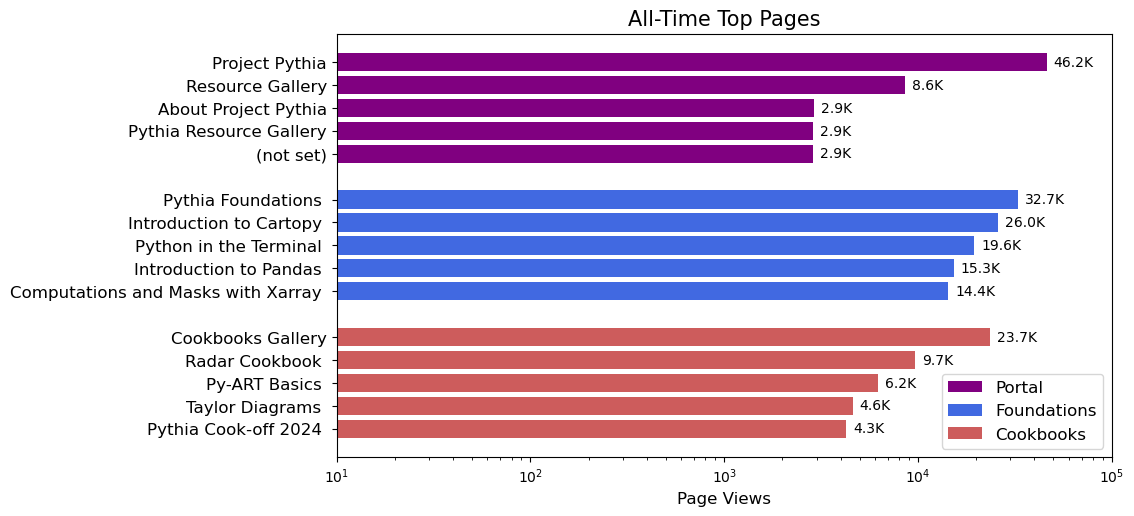 All-Time Top Pages
Project Pythia 46.2K
Resource Gallery 8.6K
About Project Pythia 2.9K
Pythia Resource Gallery 2.9K
(not set) 2.9K
Pythia Foundations 32.7K
Introduction to Cartopy 26.0K
Python in the Terminal 19.6K
Introduction to Pandas 15.3K
Computations and Masks with Xarray 14.4K
Cookbooks Gallery 23.7K
Radar Cookbook 9.7K
Py-ART Basics 6.2K
Taylor Diagrams 4.6K
Pythia Cook-off 2024 4.3K
Portal
Foundations
Cookbooks
10¹ 10² 10³ 10⁴ 10⁵
Page Views